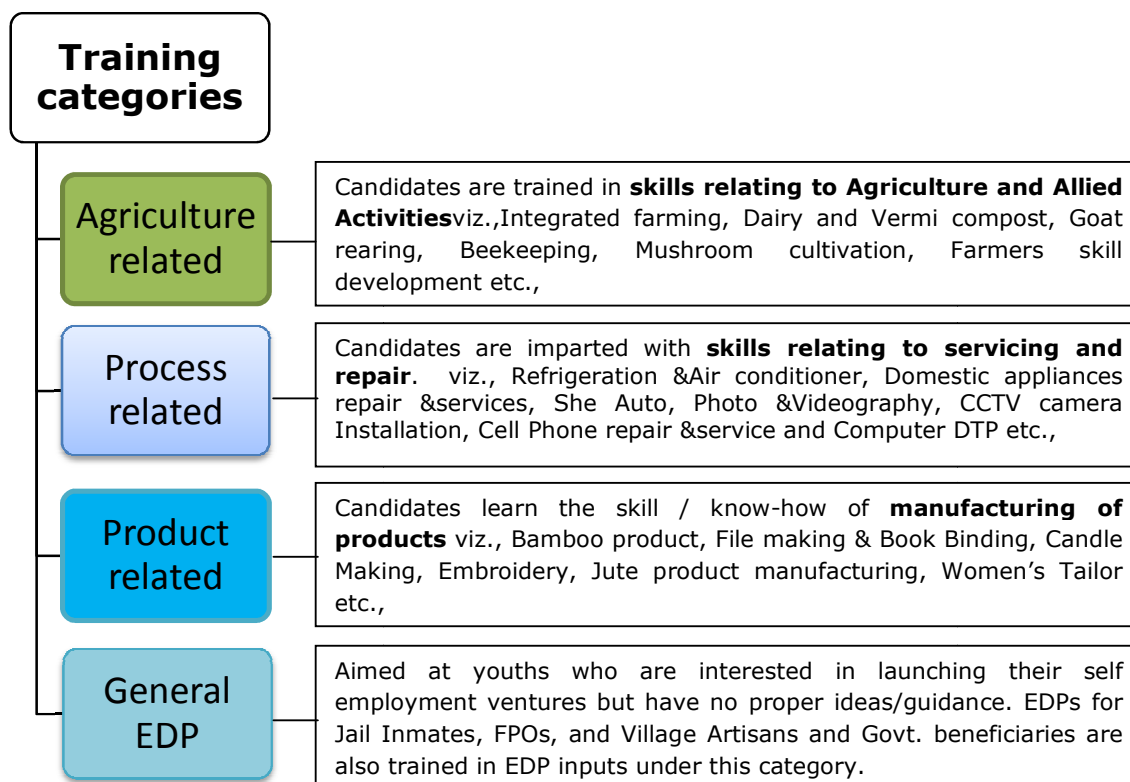 Training
categories
Agriculture
related
Candidates are trained in skills relating to Agriculture and Allied
Activitiesviz.,Integrated farming, Dairy and Vermi compost, Goat
rearing, Beekeeping, Mushroom cultivation, Farmers skill
development etc.,
Process
related
Candidates are imparted with skills relating to servicing and
repair. viz., Refrigeration &Air conditioner, Domestic appliances
repair &services, She Auto, Photo &Videography, CCTV camera
Installation, Cell Phone repair &service and Computer DTP etc.,
Product
related
Candidates learn the skill / know-how of manufacturing of
products viz., Bamboo product, File making & Book Binding, Candle
Making, Embroidery, Jute product manufacturing, Women’s Tailor
etc.,
General
EDP
Aimed at youths who are interested in launching their self
employment ventures but have no proper ideas/guidance. EDPs for
Jail Inmates, FPOs, and Village Artisans and Govt. beneficiaries are
also trained in EDP inputs under this category.